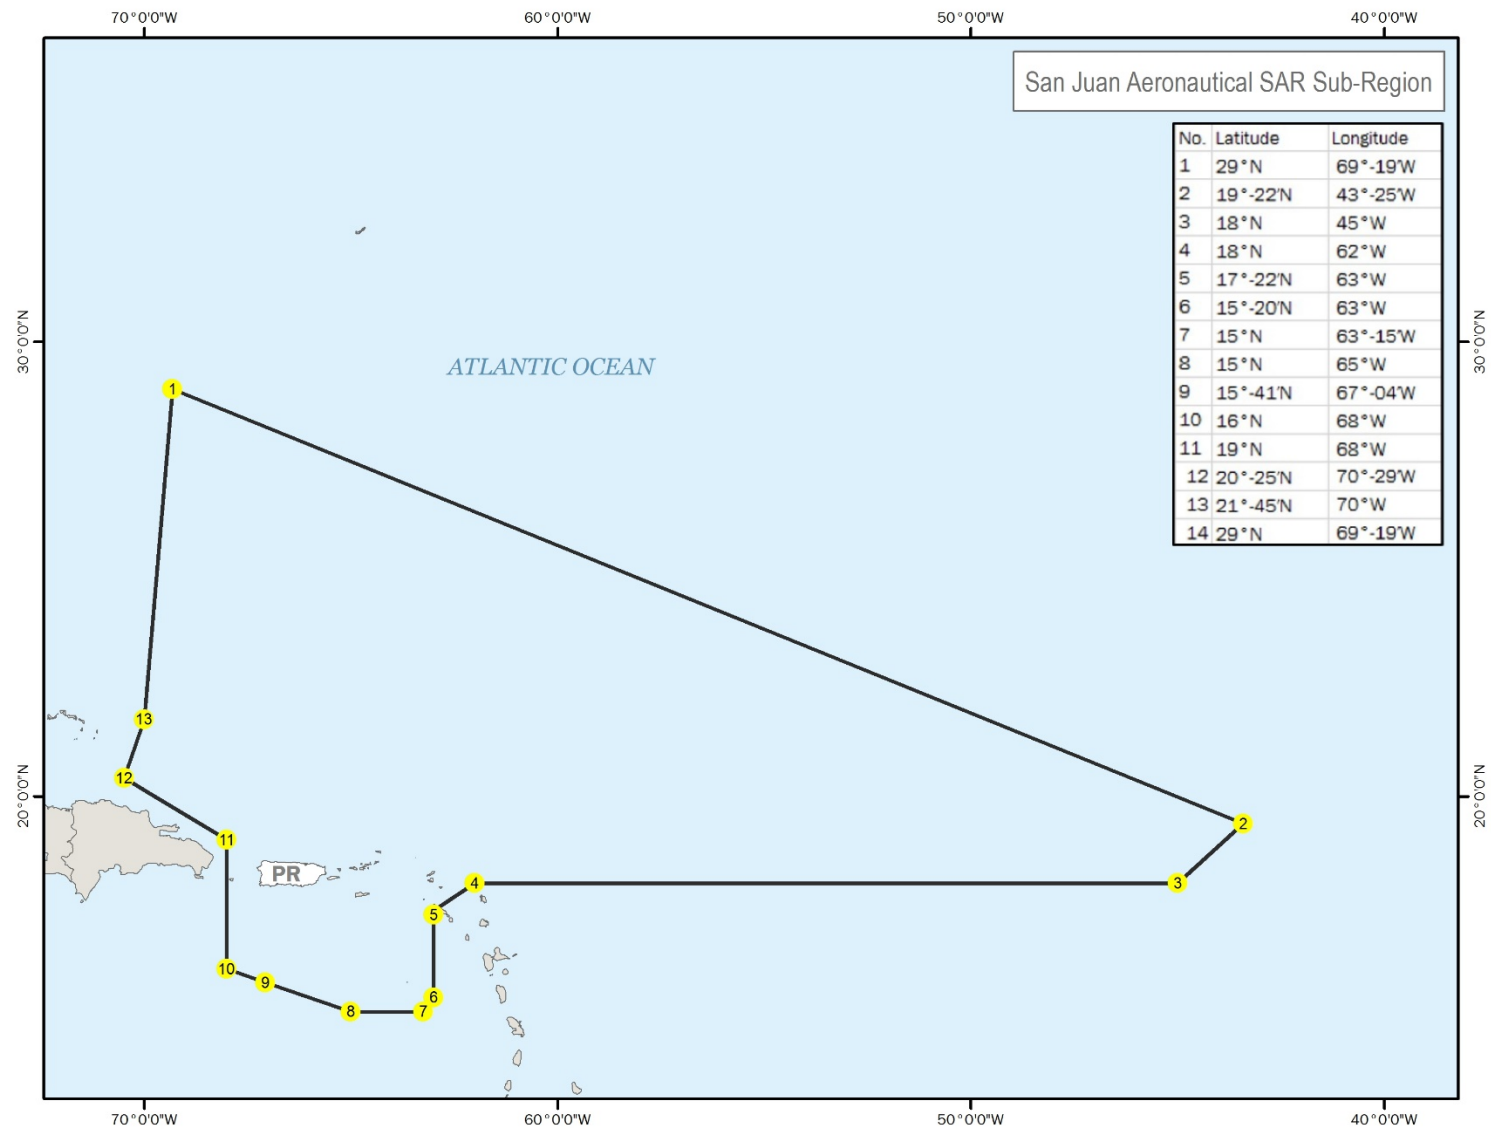 70°0'0"W 60°0'0"W 50°0'0"W 40°0'0"W
San Juan Aeronautical SAR Sub-Region
No. Latitude Longitude
1 29°N 69°-19'W
2 19°-22'N 43°-25'W
3 18°N 45°W
4 18°N 62°W
5 17°-22'N 63°W
6 15°-20'N 63°W
7 15°N 63°-15'W
8 15°N 65°W
9 15°-41'N 67°-04'W
10 16°N 68°W
11 19°N 68°W
12 20°-25'N 70°-29'W
13 21°-45'N 70°W
14 29°N 69°-19'W
30°0'0"N 30°0'0"N
ATLANTIC OCEAN
1
13
12
20°0'0"N 20°0'0"N
2
11
PR
4
3
5
10
9
6
8
7
70°0'0"W 60°0'0"W 50°0'0"W 40°0'0"W